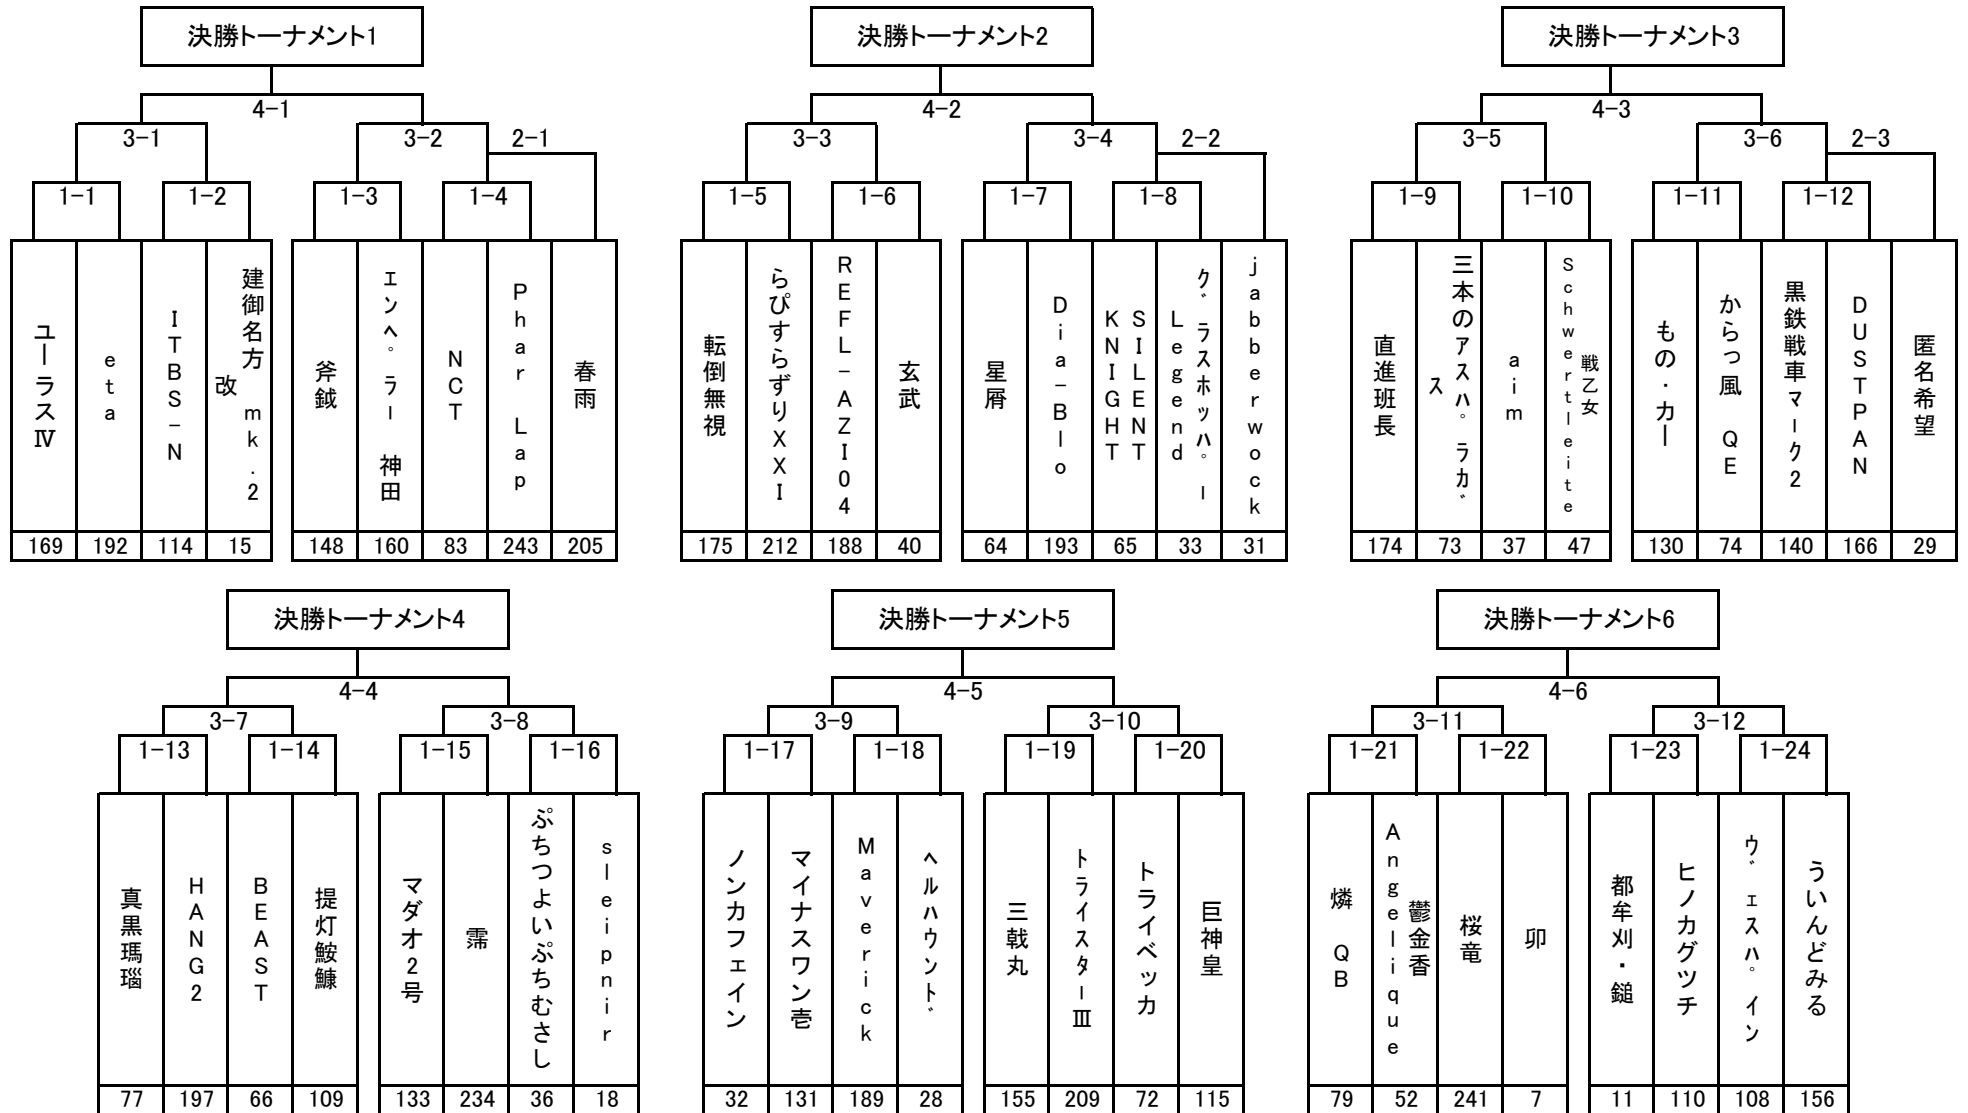 決勝トーナメント1
決勝トーナメント2
決勝トーナメント3
4-1
4-2
4-3
3-1
3-2
2-1
3-3
3-4
2-2
3-5
3-6
2-3
1-1
1-2
1-3
1-4
1-5
1-6
1-7
1-8
1-9
1-10
1-11
1-12
ユーラスⅣ
eta
ITBS-N
建御名方 mk.2
改
斧鉞
エンペラー 神田
NCT
Phar Lap
春雨
転倒無視
らぴすらずりXXI
REFL-AZI04
玄武
星屑
Dia-Blo
SILENT
KNIGHT
グラスホッパー
Legend
jabberwock
直進班長
三本のアスパラガ
ス
aim
戦乙女
Schwertleite
もの・カー
からっ風 QE
黒鉄戦車マーク2
DUSTPAN
匿名希望
169 192 114 15
148 160 83 243 205
175 212 188 40
64 193 65 33 31
174 73 37 47
130 74 140 166 29
決勝トーナメント4
決勝トーナメント5
決勝トーナメント6
4-4
4-5
4-6
3-7
3-8
3-9
3-10
3-11
3-12
1-13
1-14
1-15
1-16
1-17
1-18
1-19
1-20
1-21
1-22
1-23
1-24
真黒瑪瑙
HANG2
BEAST
提灯鮟鱇
マダオ2号
霈
ぷちつよいぷちむさし
sleipnir
ノンカフェイン
マイナスワン壱
Maverick
ヘルハウンド
三戟丸
トライスターⅢ
トライベッカ
巨神皇
燐 QB
鬱金香
Angelique
桜竜
卯
都牟刈・鎚
ヒノカグツチ
ヴェスパイン
ういんどみる
77 197 66 109
133 234 36 18
32 131 189 28
155 209 72 115
79 52 241 7
11 110 108 156